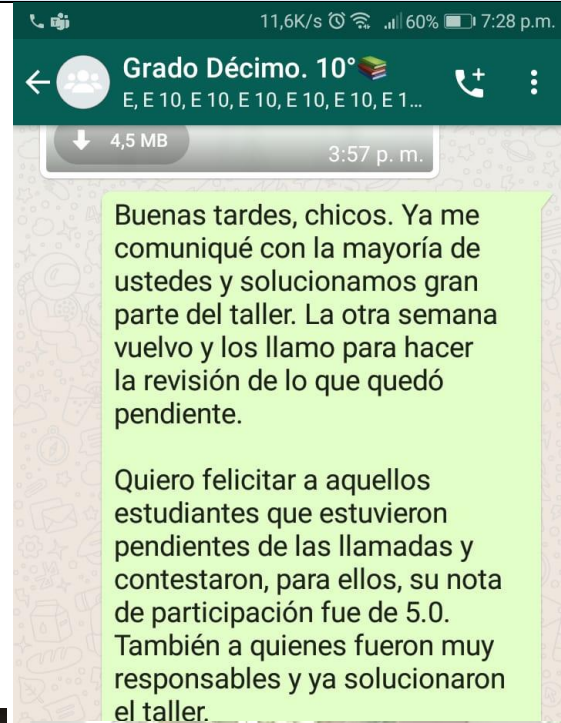 11,6K/s 60% 7:28 p.m.
Grado Décimo. 10°📚
E, E 10, E 10, E 10, E 10, E 10, E 1...
4,5 MB
3:57 p. m.
Buenas tardes, chicos. Ya me
comuniqué con la mayoría de
ustedes y solucionamos gran
parte del taller. La otra semana
vuelvo y los llamo para hacer
la revisión de lo que quedó
pendiente.
Quiero felicitar a aquellos
estudiantes que estuvieron
pendientes de las llamadas y
contestaron, para ellos, su nota
de participación fue de 5.0.
También a quienes fueron muy
responsables y ya solucionaron
el taller.